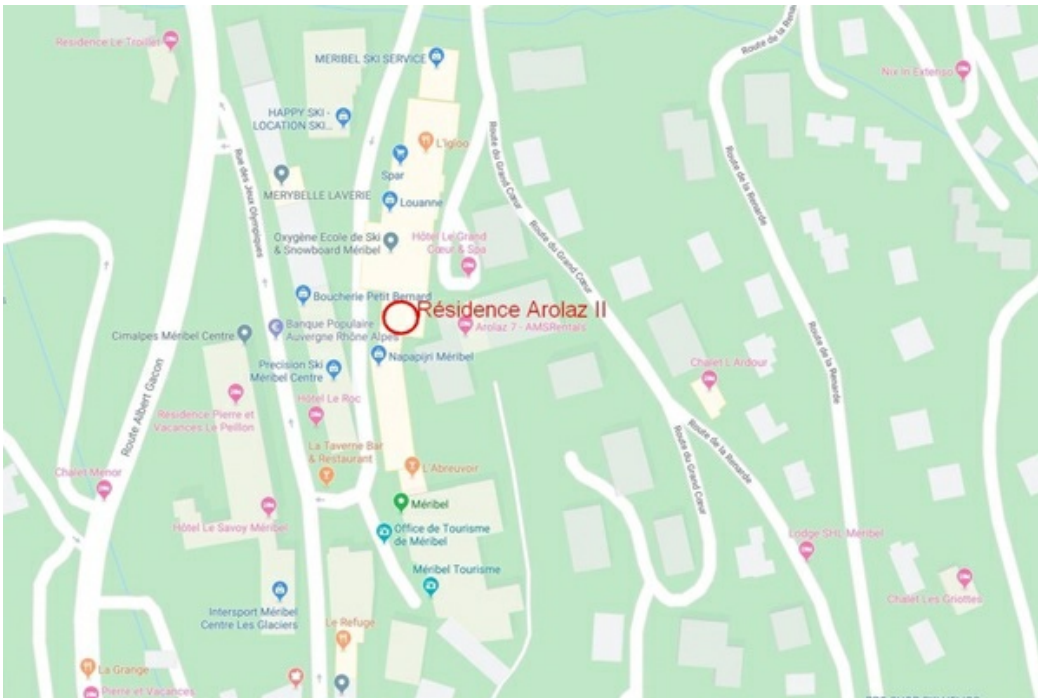 Résidence Le Troillet
MERIBEL SKI SERVICE
Route de la Renarde
Nix In Extenso
HAPPY SKI -
LOCATION SKI...
L'Igloo
Spar
Rue des Jeux Olympiques
Route du Grand Cœur
MERYBELLE LAVERIE
Louanne
Route de la Renarde
Oxygène Ecole de Ski
& Snowboard Méribel
Hôtel Le Grand
Cœur & Spa
Route du Grand Cœur
Boucherie Petit Bernard
Résidence Arolaz II
Cimalpes Méribel Centre
Banque Populaire
Auvergne Rhône Alpes
Arolaz 7 - AMSRentals
Napapijri Méribel
Precision Ski
Méribel Centre
Chalet L'Ardour
Route de la Renarde
Route Albert Gacon
Résidence Pierre et
Vacances Le Peillon
Hôtel Le Roc
La Taverne Bar
& Restaurant
L'Abreuvoir
Route de la Renarde
Route du Grand Cœur
Chalet Menor
Méribel
Hôtel Le Savoy Méribel
Office de Tourisme
de Méribel
Lodge SHL Meribel
Méribel Tourisme
Chalet Les Griottes
Intersport Méribel
Centre Les Glaciers
Le Refuge
La Grange
Pierre et Vacances